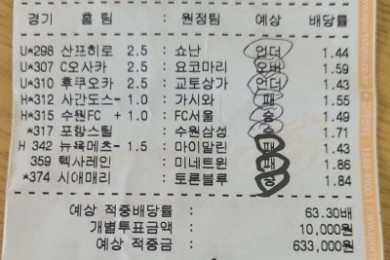 경기 홈 팀 : 원정팀 예상 배당률
U*298 산프히로 2.5 : 쇼난 언더 1.44
U*307 C오사카 2.5 : 요코마리 오버 1.59
U*310 후쿠오카 2.5 : 교토상가 언더 1.43
H*312 사간도스 - 1.0 : 가시와 패 1.55
H*315 수원FC + 1.0 : FC서울 승 1.49
*317 포항스틸 : 수원삼성 승 1.71
H 342 뉴욕메츠 - 1.5 : 마이말린 패 1.43
359 텍사레인 : 미네트윈 패 1.86
*374 시애매리 : 토론블루 1.84
예상 적중배당률 : 63.30배
개별투표금액 : 10,000원
예상 적중금 : 633,000원